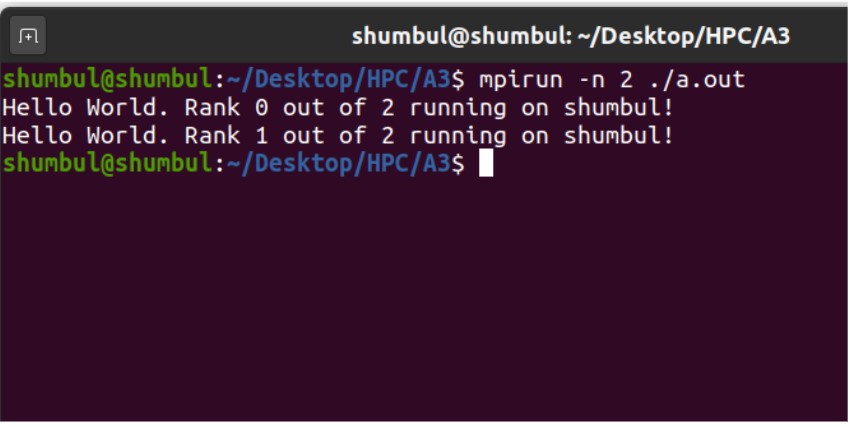 shumbul@shumbul: ~/Desktop/HPC/A3
shumbul@shumbul:~/Desktop/HPC/A3$ mpirun -n 2 ./a.out
Hello World. Rank 0 out of 2 running on shumbul!
Hello World. Rank 1 out of 2 running on shumbul!
shumbul@shumbul:~/Desktop/HPC/A3$